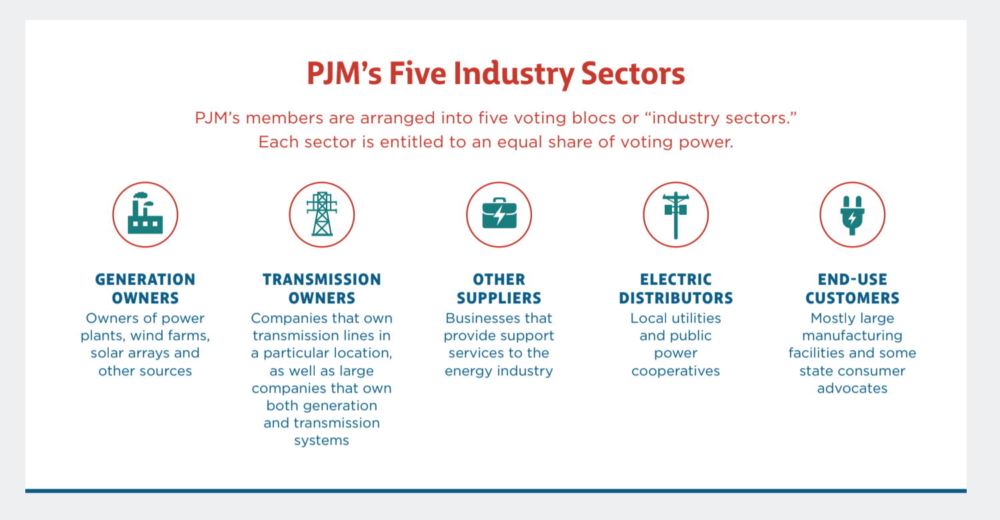 PJM’s Five Industry Sectors
PJM’s members are arranged into five voting blocs or “industry sectors.”
Each sector is entitled to an equal share of voting power.
GENERATION
OWNERS
Owners of power
plants, wind farms,
solar arrays and
other sources
TRANSMISSION
OWNERS
Companies that own
transmission lines in
a particular location,
as well as large
companies that own
both generation
and transmission
systems
OTHER
SUPPLIERS
Businesses that
provide support
services to the
energy industry
ELECTRIC
DISTRIBUTORS
Local utilities
and public
power
cooperatives
END-USE
CUSTOMERS
Mostly large
manufacturing
facilities and some
state consumer
advocates